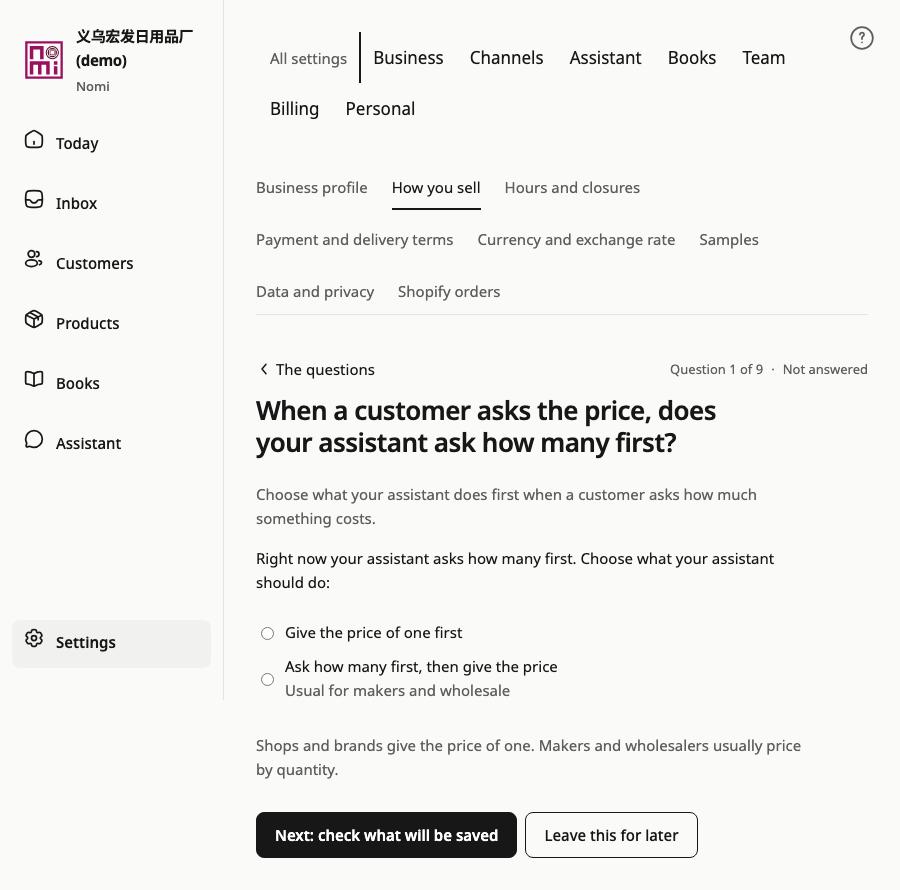 nomi
义乌宏发日用品厂
(demo)
Nomi
Today
Inbox
Customers
Products
Books
Assistant
Settings
?
All settings
Business
Channels
Assistant
Books
Team
Billing
Personal
Business profile
How you sell
Hours and closures
Payment and delivery terms
Currency and exchange rate
Samples
Data and privacy
Shopify orders
The questions
Question 1 of 9 · Not answered
When a customer asks the price, does
your assistant ask how many first?
Choose what your assistant does first when a customer asks how much
something costs.
Right now your assistant asks how many first. Choose what your assistant
should do:
Give the price of one first
Ask how many first, then give the price
Usual for makers and wholesale
Shops and brands give the price of one. Makers and wholesalers usually price
by quantity.
Next: check what will be saved
Leave this for later